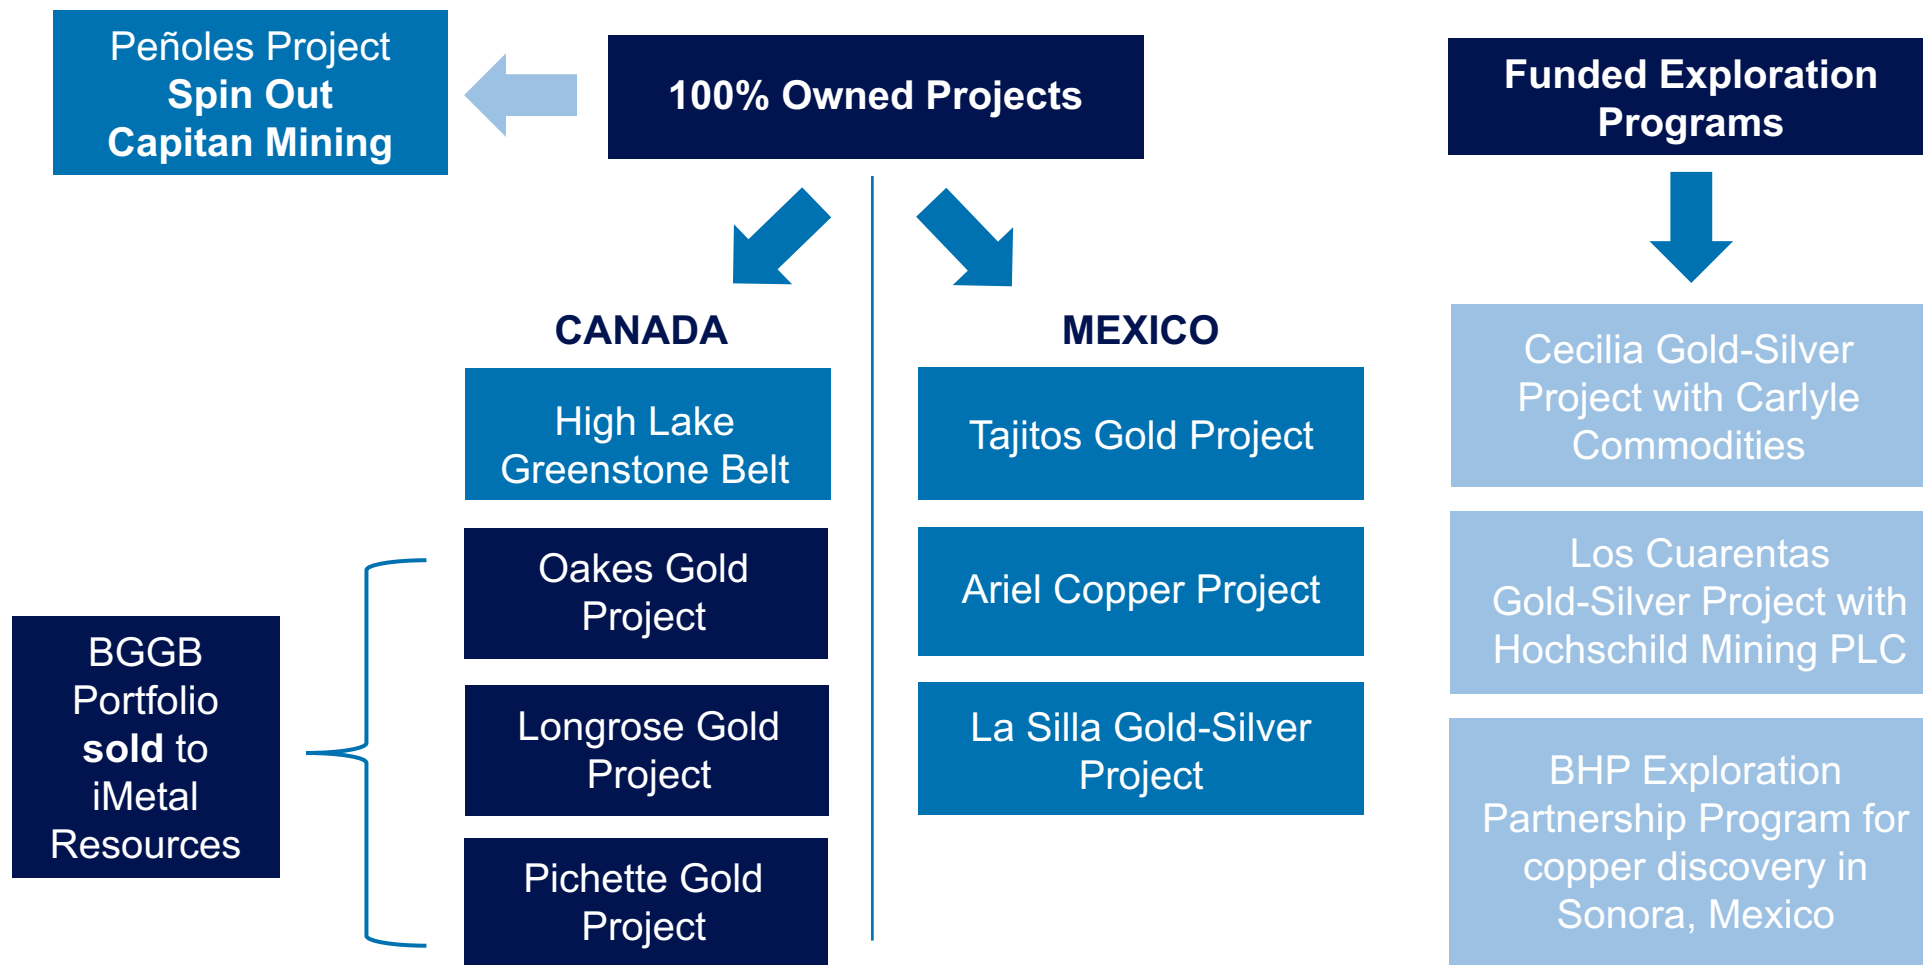 Peñoles Project
Spin Out
Capitan Mining
100% Owned Projects
Funded Exploration
Programs
CANADA
MEXICO
High Lake
Greenstone Belt
Oakes Gold
Project
Longrose Gold
Project
Pichette Gold
Project
BGGB
Portfolio
sold to
iMetal
Resources
Tajitos Gold Project
Ariel Copper Project
La Silla Gold-Silver
Project
Cecilia Gold-Silver
Project with Carlyle
Commodities
Los Cuarentas
Gold-Silver Project with
Hochschild Mining PLC
BHP Exploration
Partnership Program for
copper discovery in
Sonora, Mexico